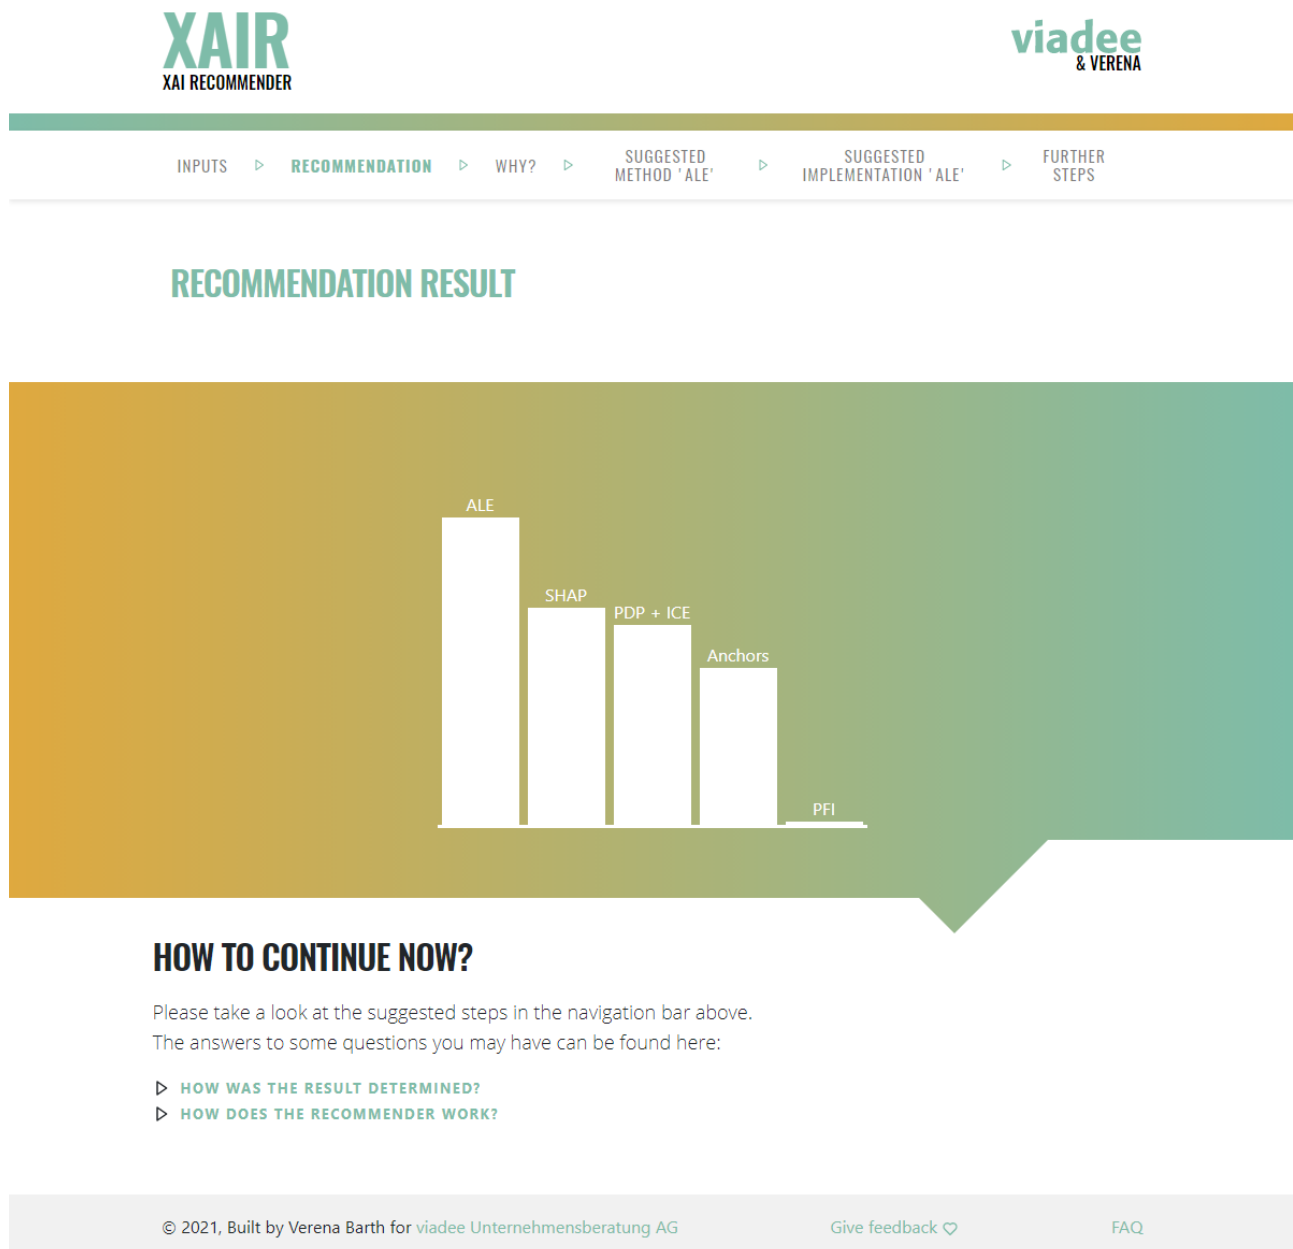 XAIR
XAI RECOMMENDER
viadee
& VERENA
INPUTS
RECOMMENDATION
WHY?
SUGGESTED
METHOD 'ALE'
SUGGESTED
IMPLEMENTATION 'ALE'
FURTHER
STEPS
RECOMMENDATION RESULT
ALE
SHAP
PDP + ICE
Anchors
PFI
HOW TO CONTINUE NOW?
Please take a look at the suggested steps in the navigation bar above.
The answers to some questions you may have can be found here:
HOW WAS THE RESULT DETERMINED?
HOW DOES THE RECOMMENDER WORK?
© 2021, Built by Verena Barth for viadee Unternehmensberatung AG
Give feedback ♡
FAQ